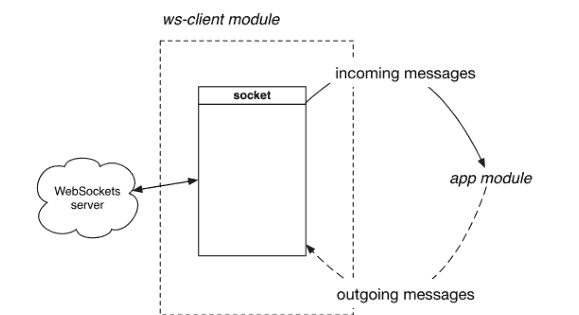 ws-client module
incoming messages
socket
app module
WebSockets
server
outgoing messages